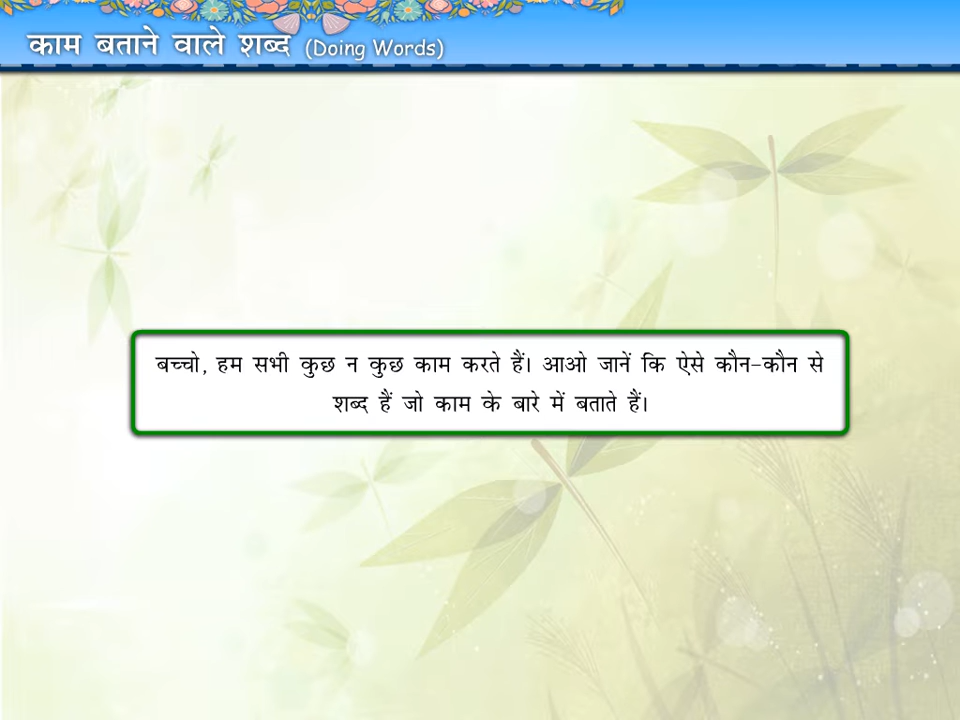 काम बताने वाले शब्द (Doing Words)
बच्चो, हम सभी कुछ न कुछ काम करते हैं। आओ जानें कि ऐसे कौन-कौन से
शब्द हैं जो काम के बारे में बताते हैं।